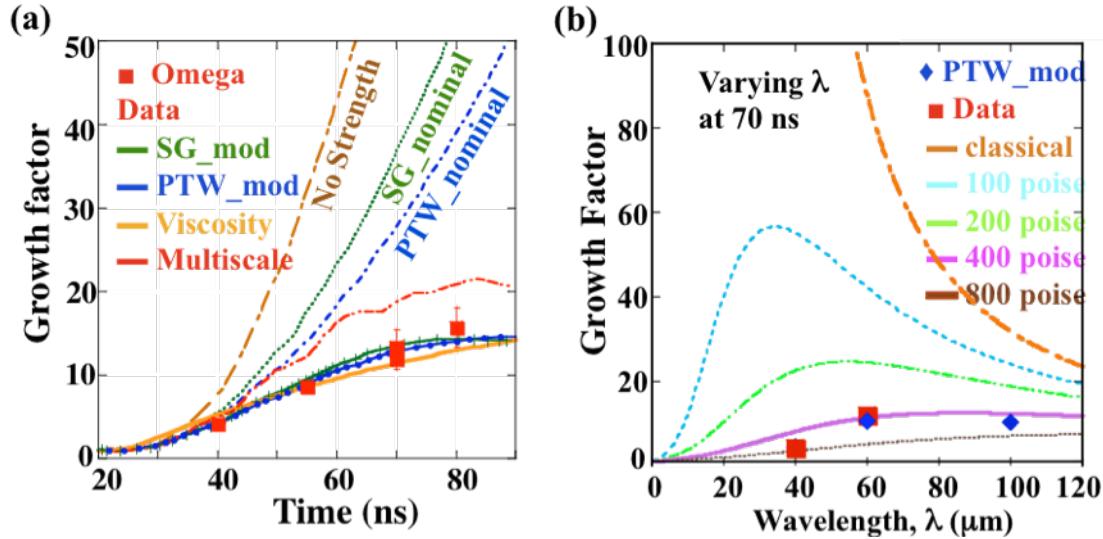 (a)
50
40
30
20
10
0
Growth factor
Omega
Data
SG_mod
PTW_mod
Viscosity
Multiscale
No Strength
SG_nominal
PTW_nominal
20 40 60 80
Time (ns)
(b)
100
80
60
40
20
0
Growth Factor
Varying λ
at 70 ns
PTW_mod
Data
classical
100 poise
200 poise
400 poise
800 poise
0 20 40 60 80 100 120
Wavelength, λ (μm)